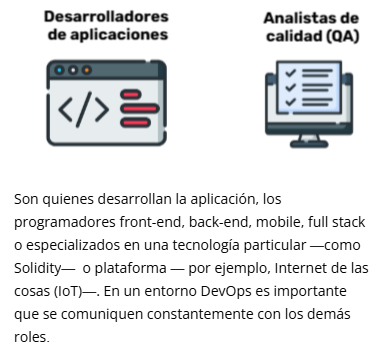 Desarrolladores
de aplicaciones
Analistas de
calidad (QA)
Son quienes desarrollan la aplicación, los
programadores front-end, back-end, mobile, full stack
o especializados en una tecnología particular —como
Solidity— o plataforma — por ejemplo, Internet de las
cosas (IoT)—. En un entorno DevOps es importante
que se comuniquen constantemente con los demás
roles.